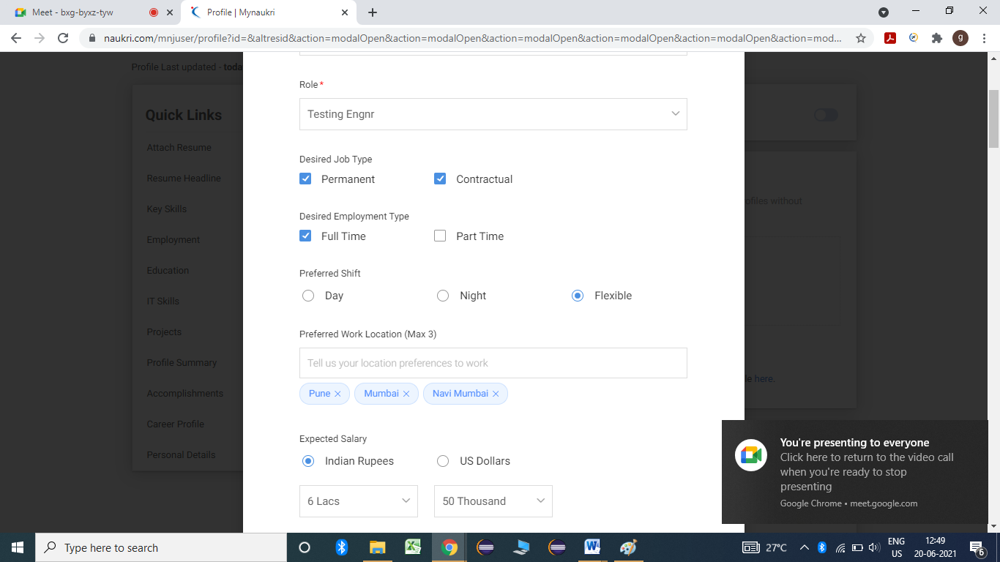 Meet - bxg-byxz-tyw
Profile | Mynaukri
naukri.com/mnjuser/profile?id=&altresid&action=modalOpen&action=modalOpen&action=modalOpen&action=modalOpen&action=modalOpen&action=mod...
g
Profile Last updated - toda
Quick Links
Attach Resume
Resume Headline
Key Skills
Employment
Education
IT Skills
Projects
Profile Summary
Accomplishments
Career Profile
Personal Details
Role*
Testing Engnr
Desired Job Type
Permanent Contractual
Desired Employment Type
Full Time Part Time
Preferred Shift
Day Night Flexible
Preferred Work Location (Max 3)
Tell us your location preferences to work
Pune Mumbai Navi Mumbai
Expected Salary
Indian Rupees US Dollars
6 Lacs 50 Thousand
ofiles without
le here.
You're presenting to everyone
Click here to return to the video call
when you're ready to stop
presenting
Google Chrome • meet.google.com
Type here to search
27°C
ENG
US
12:49
20-06-2021
6